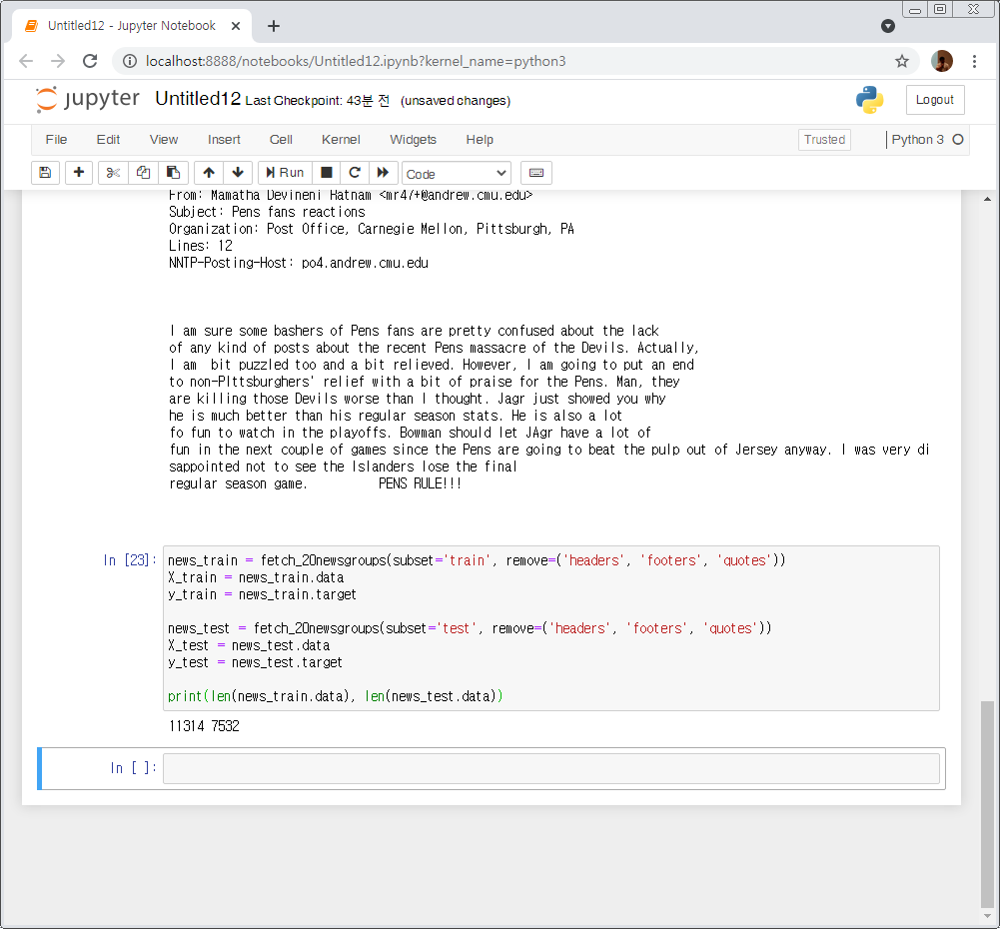 Untitled12 - Jupyter Notebook
localhost:8888/notebooks/Untitled12.ipynb?kernel_name=python3
jupyter Untitled12 Last Checkpoint: 43분 전 (unsaved changes) Logout
File Edit View Insert Cell Kernel Widgets Help Trusted Python 3
Run Code
From: Mamatha Devineni Ratnam <mr47+@andrew.cmu.edu>
Subject: Pens fans reactions
Organization: Post Office, Carnegie Mellon, Pittsburgh, PA
Lines: 12
NNTP-Posting-Host: po4.andrew.cmu.edu
I am sure some bashers of Pens fans are pretty confused about the lack
of any kind of posts about the recent Pens massacre of the Devils. Actually,
I am  bit puzzled too and a bit relieved. However, I am going to put an end
to non-PIttsburghers' relief with a bit of praise for the Pens. Man, they
are killing those Devils worse than I thought. Jagr just showed you why
he is much better than his regular season stats. He is also a lot
fo fun to watch in the playoffs. Bowman should let JAgr have a lot of
fun in the next couple of games since the Pens are going to beat the pulp out of Jersey anyway. I was very di
sappointed not to see the Islanders lose the final
regular season game.          PENS RULE!!!
In [23]: news_train = fetch_20newsgroups(subset='train', remove=('headers', 'footers', 'quotes'))
X_train = news_train.data
y_train = news_train.target
news_test = fetch_20newsgroups(subset='test', remove=('headers', 'footers', 'quotes'))
X_test = news_test.data
y_test = news_test.target
print(len(news_train.data), len(news_test.data))
11314 7532
In [ ]: